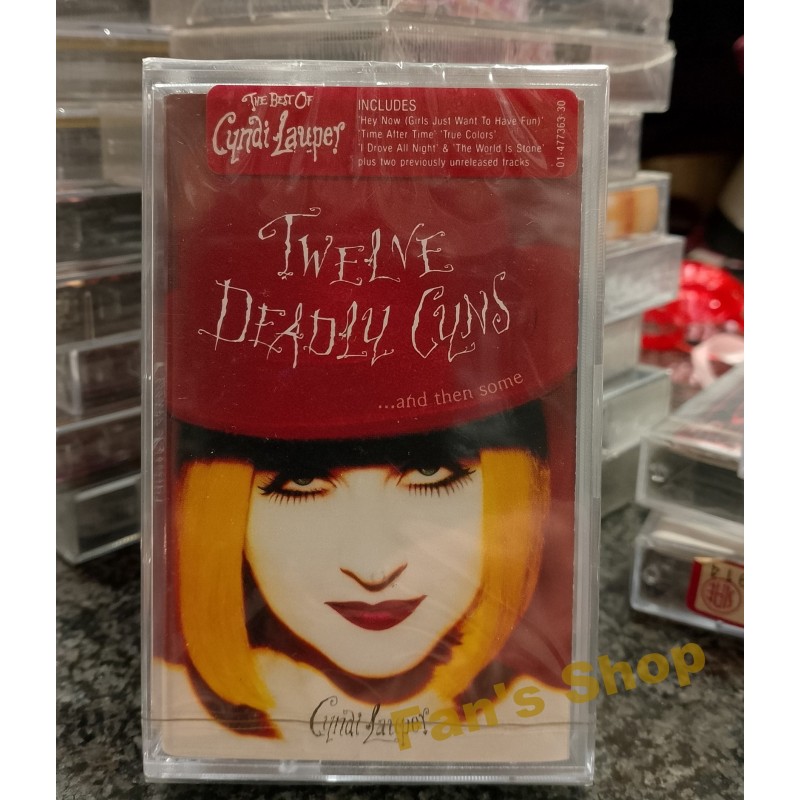 The Best Of
Cyndi Lauper
INCLUDES
'Hey Now (Girls Just Want To Have Fun)'
'Time After Time' 'True Colors'
'I Drove All Night' & 'The World Is Stone'
plus two previously unreleased tracks
01-477363-30
Twelve
Deadly Cyns
...and then some
Cyndi Lauper
Fan's Shop